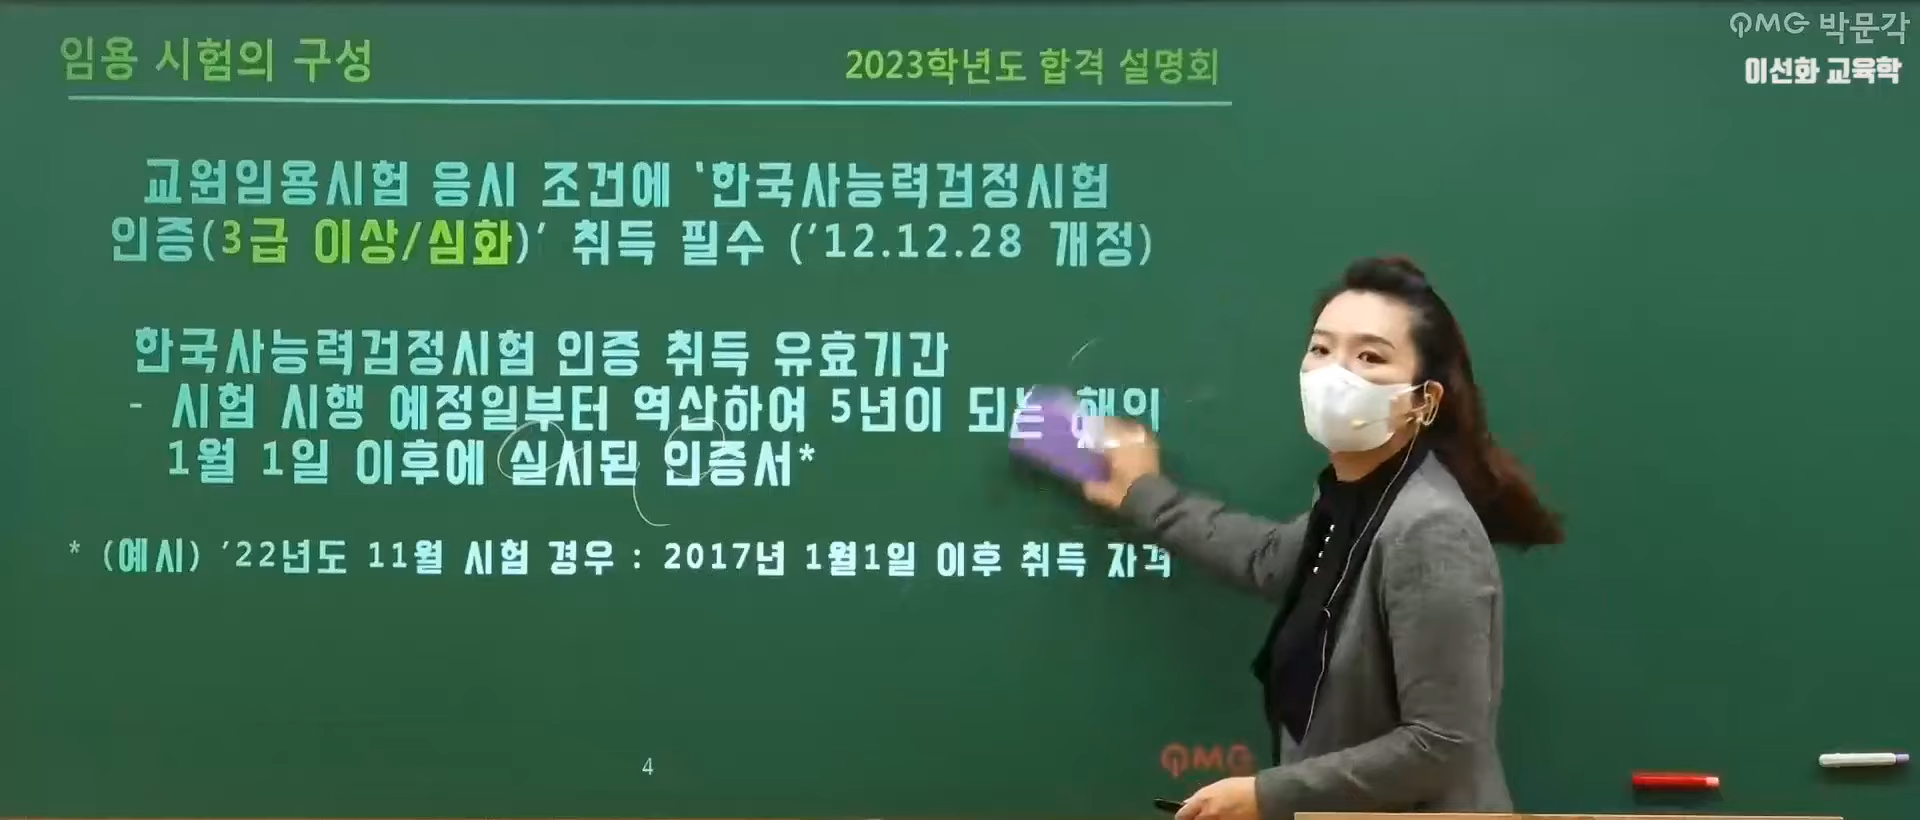 임용 시험의 구성
2023학년도 합격 설명회
PMG 박문각
이선화 교육학
교원임용시험 응시 조건에 '한국사능력검정시험
인증(3급 이상/심화)' 취득 필수 ('12.12.28 개정)
한국사능력검정시험 인증 취득 유효기간
- 시험 시행 예정일부터 역산하여 5년이 되는 해의
1월 1일 이후에 실시된 인증서*
* (예시) '22년도 11월 시험 경우 : 2017년 1월1일 이후 취득 자격
4
PMG